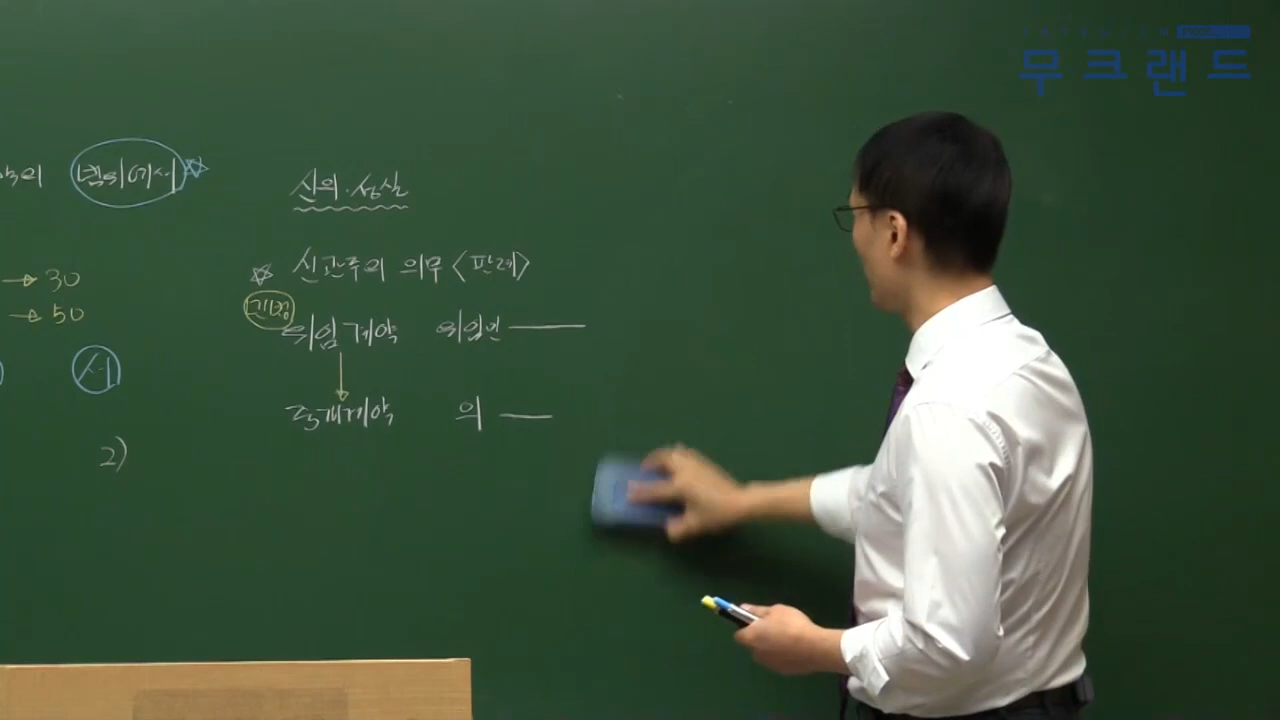 무크랜드
범위에서
신의·성실
신관주의 의무 <판례>
→ 30
→ 50
위임계약 위임인
서
중개계약 의
2)